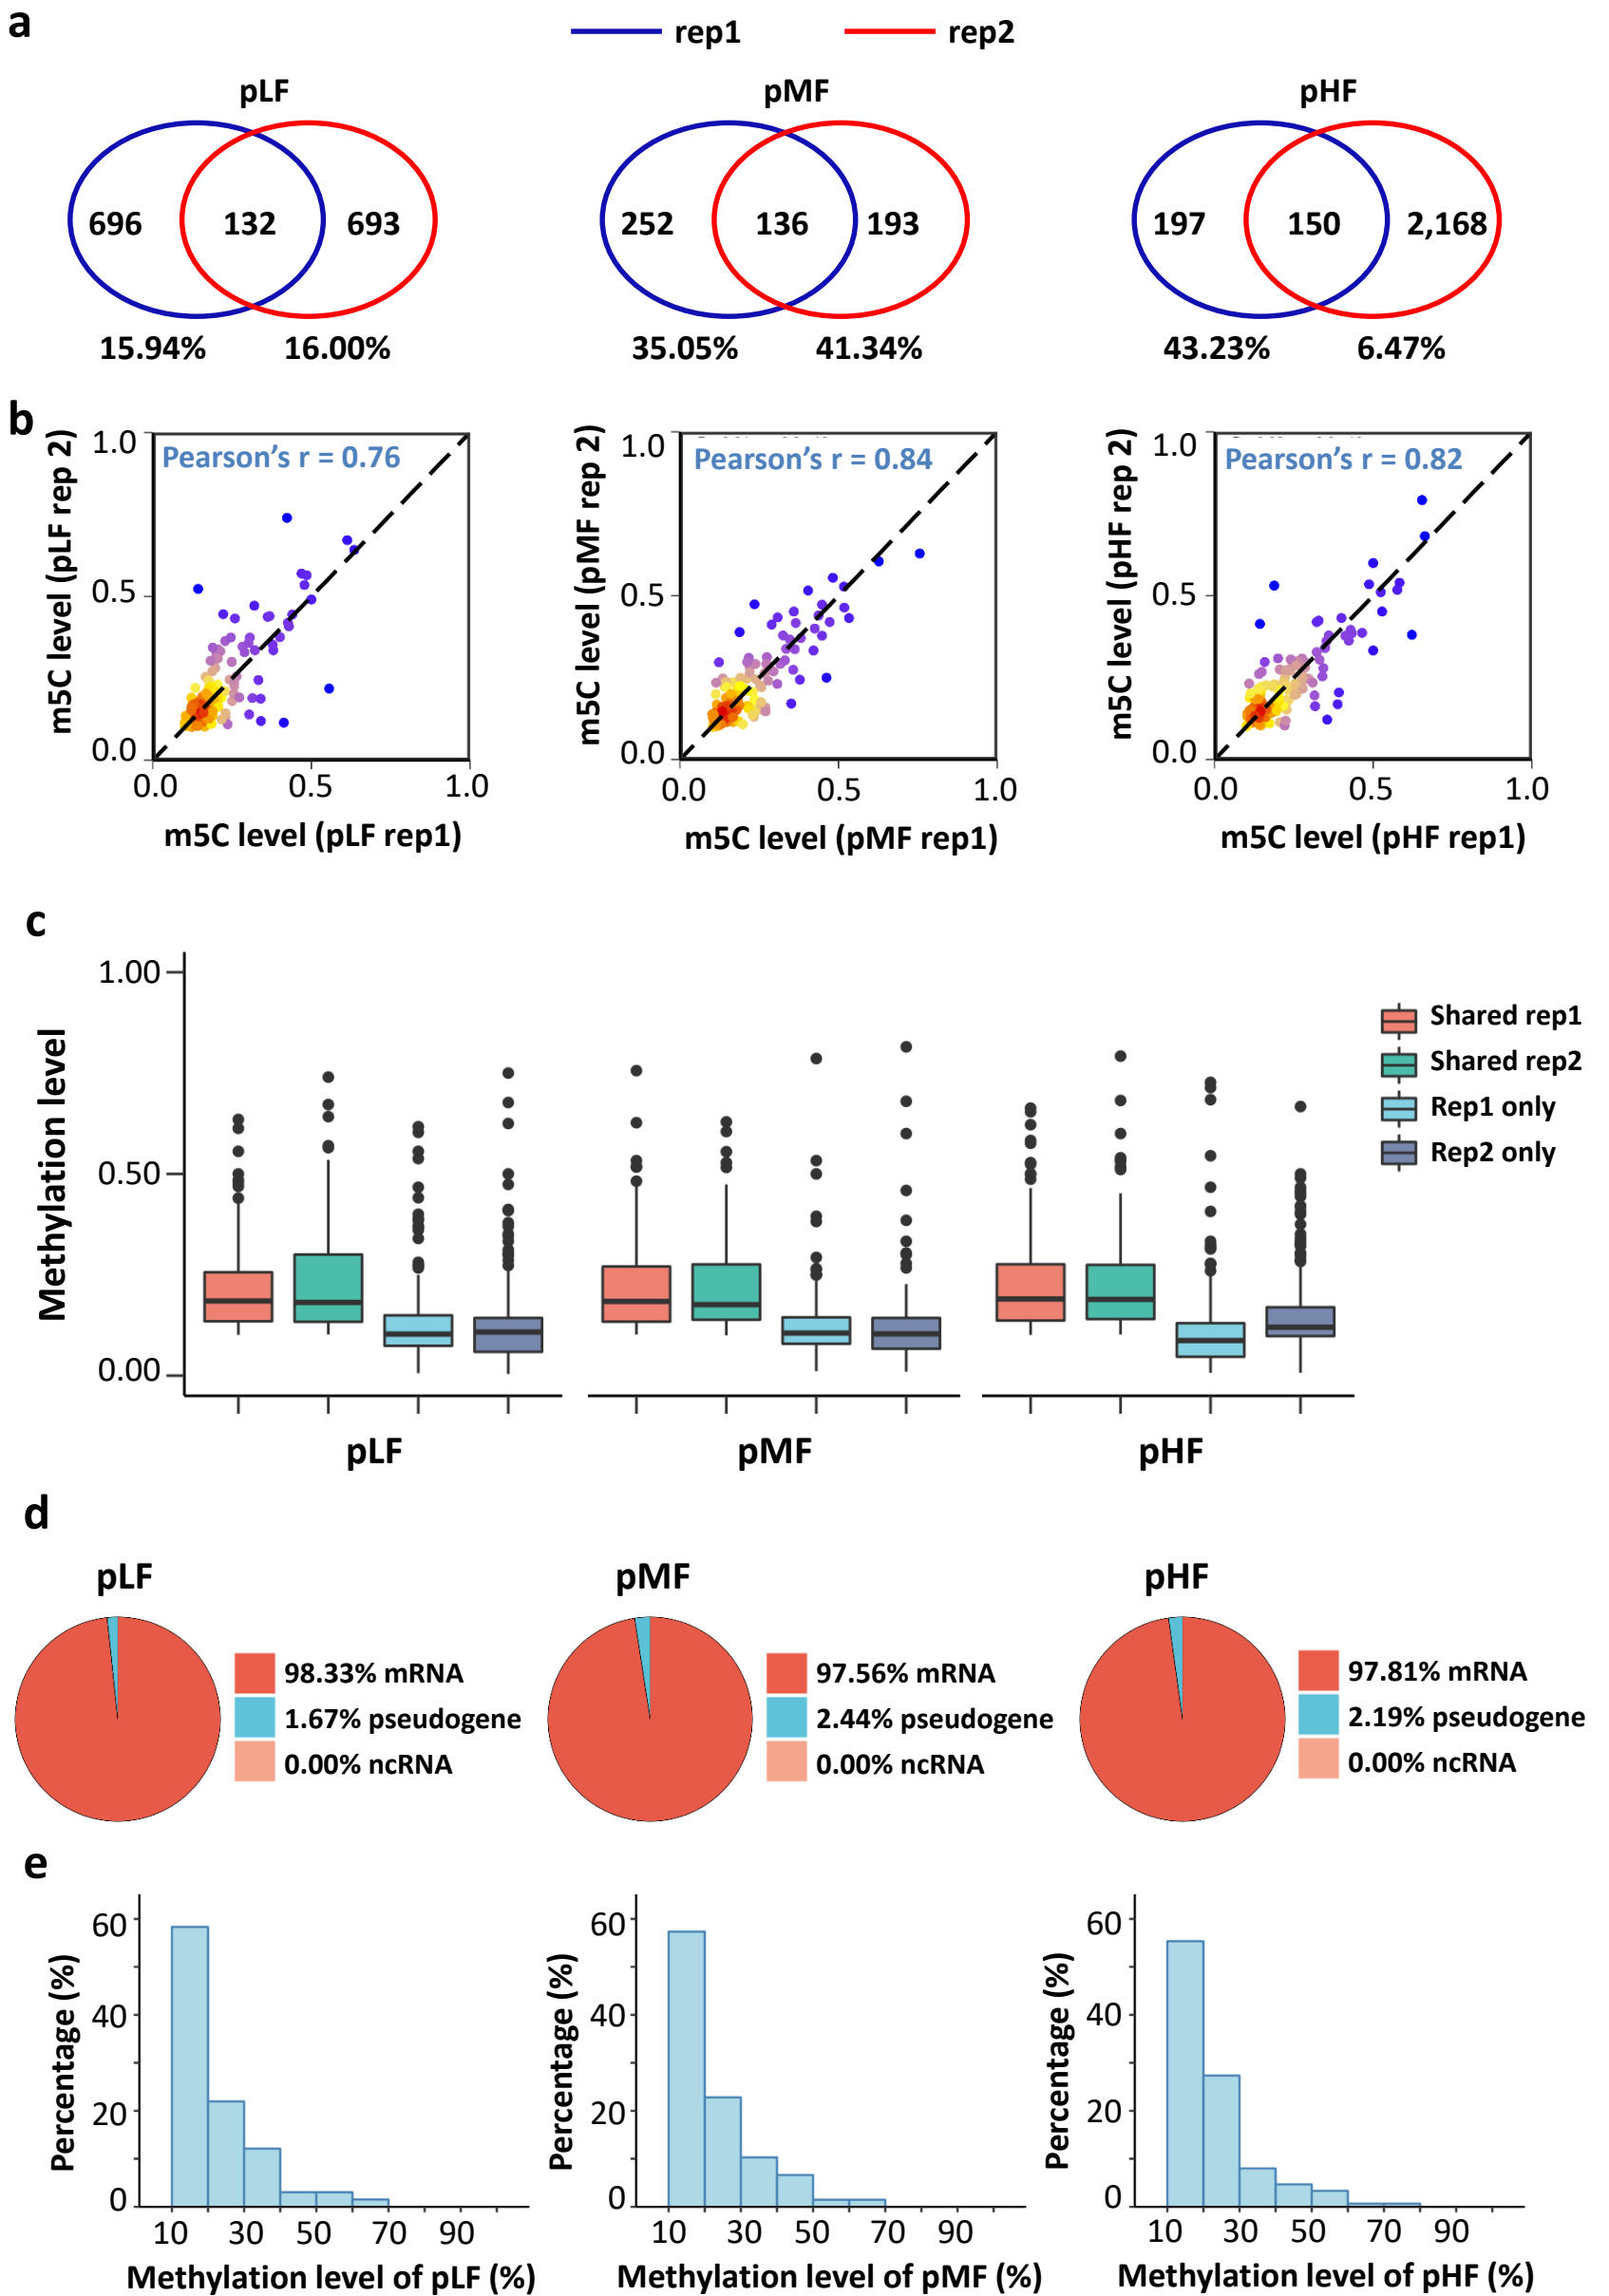 a
rep1 rep2
pLF pMF pHF
696 132 693 252 136 193 197 150 2,168
15.94% 16.00% 35.05% 41.34% 43.23% 6.47%
b
m5C level (pLF rep 2)
1.0
0.5
0.0
Pearson’s r = 0.76
0.0 0.5 1.0
m5C level (pLF rep1)
m5C level (pMF rep 2)
1.0
0.5
0.0
Pearson’s r = 0.84
0.0 0.5 1.0
m5C level (pMF rep1)
m5C level (pHF rep 2)
1.0
0.5
0.0
Pearson’s r = 0.82
0.0 0.5 1.0
m5C level (pHF rep1)
c
Methylation level
1.00
0.50
0.00
Shared rep1
Shared rep2
Rep1 only
Rep2 only
pLF pMF pHF
d
pLF
98.33% mRNA
1.67% pseudogene
0.00% ncRNA
pMF
97.56% mRNA
2.44% pseudogene
0.00% ncRNA
pHF
97.81% mRNA
2.19% pseudogene
0.00% ncRNA
e
Percentage (%)
60
40
20
0
10 30 50 70 90
Methylation level of pLF (%)
Percentage (%)
60
40
20
0
10 30 50 70 90
Methylation level of pMF (%)
Percentage (%)
60
40
20
0
10 30 50 70 90
Methylation level of pHF (%)